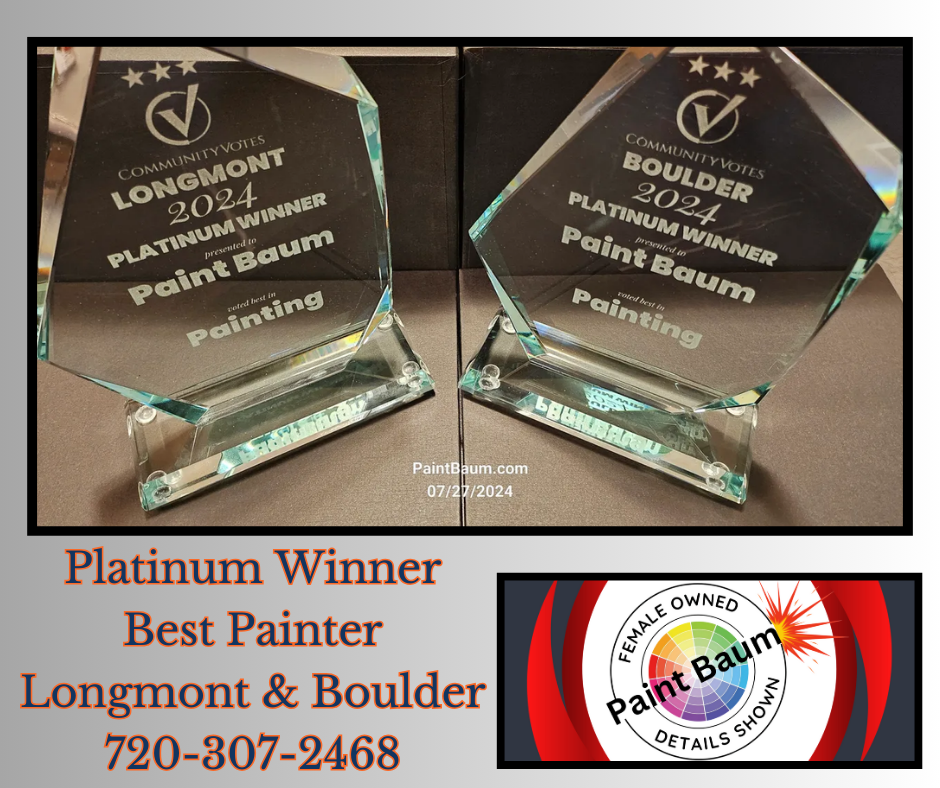 COMMUNITYVOTES
LONGMONT
2024
PLATINUM WINNER
presented to
Paint Baum
voted best in
Painting
COMMUNITYVOTES
BOULDER
2024
PLATINUM WINNER
presented to
Paint Baum
voted best in
Painting
PaintBaum.com
07/27/2024
Platinum Winner
Best Painter
Longmont & Boulder
720-307-2468
FEMALE OWNED
Paint Baum
DETAILS SHOWN